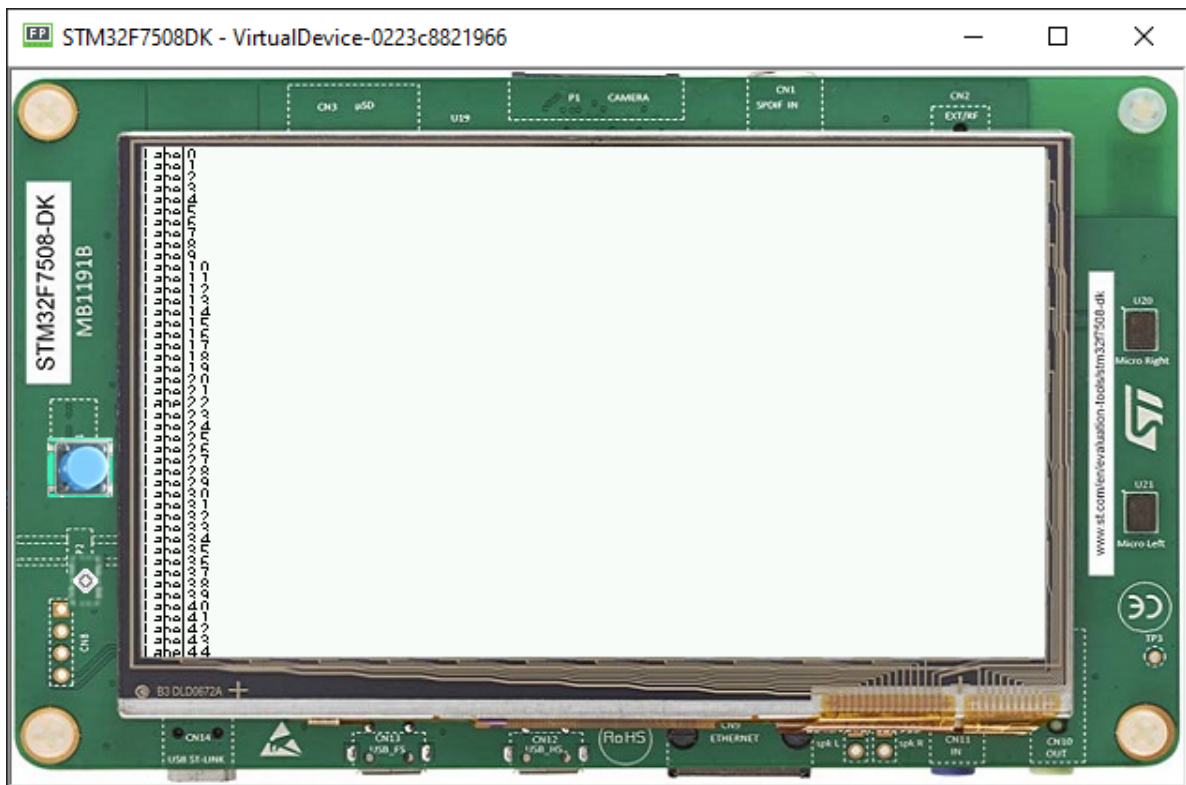 STM32F7508DK - VirtualDevice-0223c8821966
CN3 µSD
U19
P1 CAMERA
CN1
SPDIF IN
CN2
EXT/RF
STM32F7508-DK
MB1191B
Label0
Label1
Label2
Label3
Label4
Label5
Label6
Label7
Label8
Label9
Label10
Label11
Label12
Label13
Label14
Label15
Label16
Label17
Label18
Label19
Label20
Label21
Label22
Label23
Label24
Label25
Label26
Label27
Label28
Label29
Label30
Label31
Label32
Label33
Label34
Label35
Label36
Label37
Label38
Label39
Label40
Label41
Label42
Label43
Label44
www.st.com/en/evaluation-tools/stm32f7508-dk
U20
Micro Right
ST
U21
Micro Left
CE
TP3
P2
CN8
B3 DLD0672A
CN14
USB ST-LINK
CN13
USB_FS
CN12
USB_HS
RoHS
CN9
ETHERNET
spk L
spk R
CN11
IN
CN10
OUT